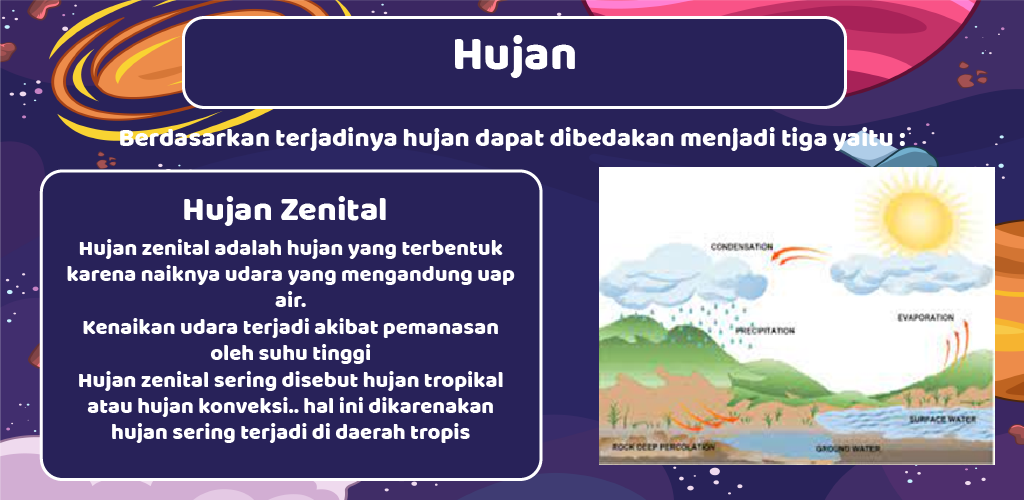 Hujan
Berdasarkan terjadinya hujan dapat dibedakan menjadi tiga yaitu :
Hujan Zenital
Hujan zenital adalah hujan yang terbentuk
karena naiknya udara yang mengandung uap
air.
Kenaikan udara terjadi akibat pemanasan
oleh suhu tinggi
Hujan zenital sering disebut hujan tropikal
atau hujan konveksi.. hal ini dikarenakan
hujan sering terjadi di daerah tropis
CONDENSATION
PRECIPITATION
EVAPORATION
SURFACE WATER
ROCK DEEP PERCOLATION
GROUND WATER